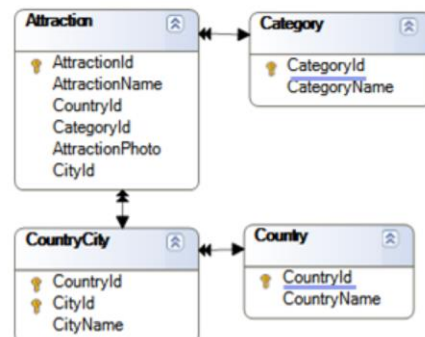 Attraction
AttractionId
AttractionName
CountryId
CategoryId
AttractionPhoto
CityId
Category
CategoryId
CategoryName
CountryCity
CountryId
CityId
CityName
Country
CountryId
CountryName